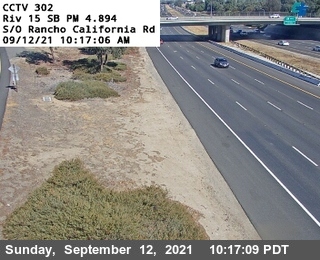 CCTV 302
Riv 15 SB PM 4.894
S/O Rancho California Rd
09/12/21 10:17:06 AM
Sunday, September 12, 2021 10:17:09 PDT